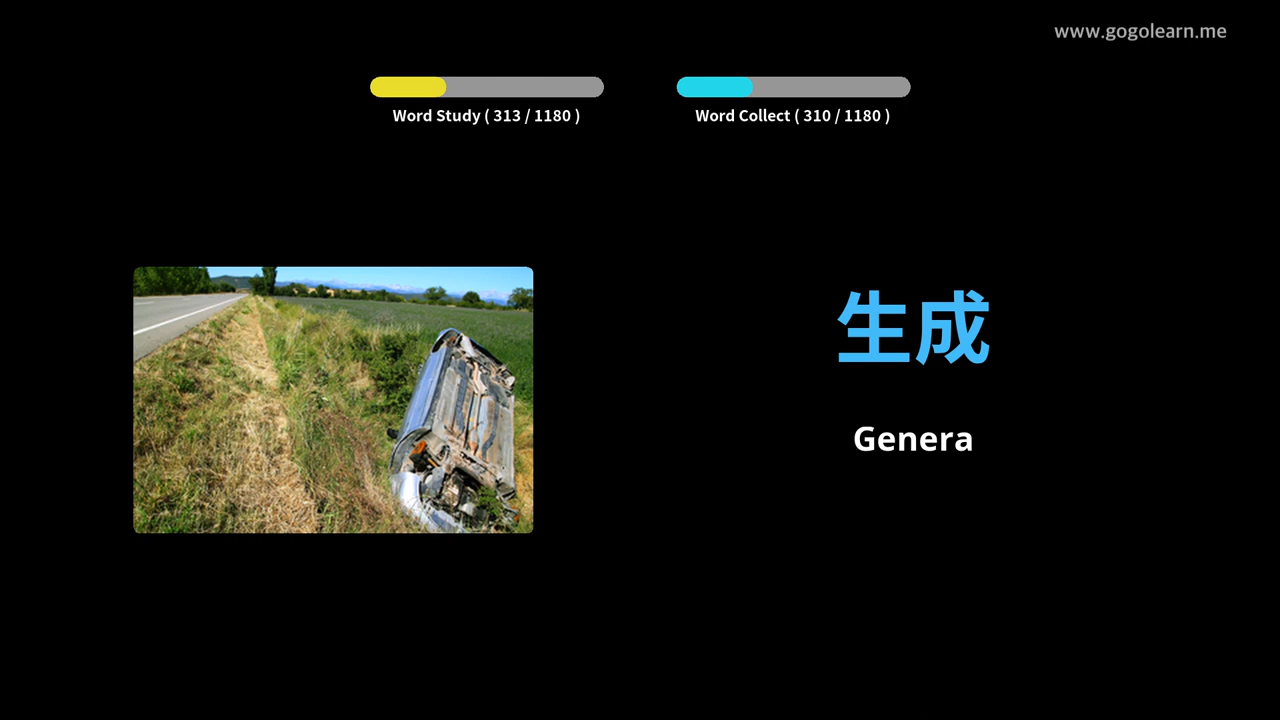 www.gogolearn.me
Word Study ( 313 / 1180 )
Word Collect ( 310 / 1180 )
生成
Genera